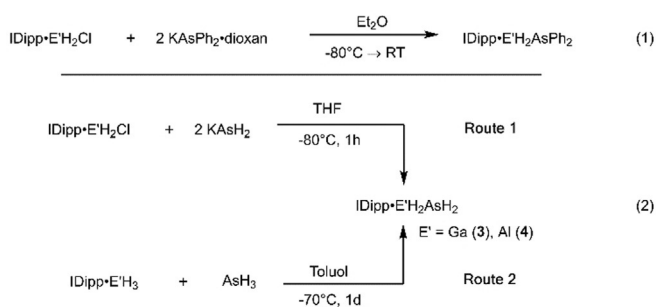 IDipp•E'H₂Cl + 2 KAsPh₂•dioxan Et₂O -80°C → RT IDipp•E'H₂AsPh₂ (1)
IDipp•E'H₂Cl + 2 KAsH₂ THF -80°C, 1h Route 1
IDipp•E'H₂AsH₂ (2)
E' = Ga (3), Al (4)
IDipp•E'H₃ + AsH₃ Toluol -70°C, 1d Route 2